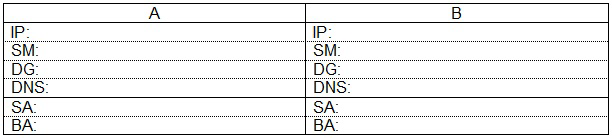 A B
IP: IP:
SM: SM:
DG: DG:
DNS: DNS:
SA: SA:
BA: BA: